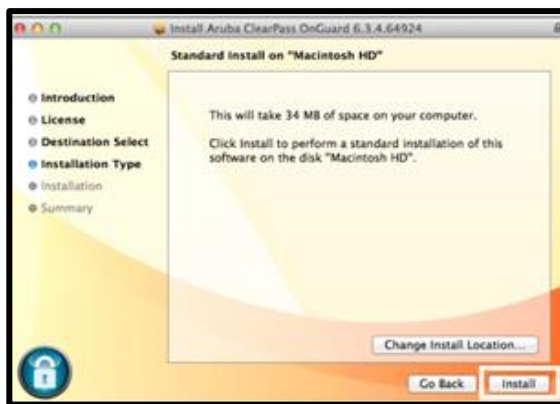 Install Aruba ClearPass OnGuard 6.3.4.64924
Standard Install on "Macintosh HD"
Introduction
License
Destination Select
Installation Type
Installation
Summary
This will take 34 MB of space on your computer.
Click Install to perform a standard installation of this
software on the disk "Macintosh HD".
Change Install Location...
Go Back Install